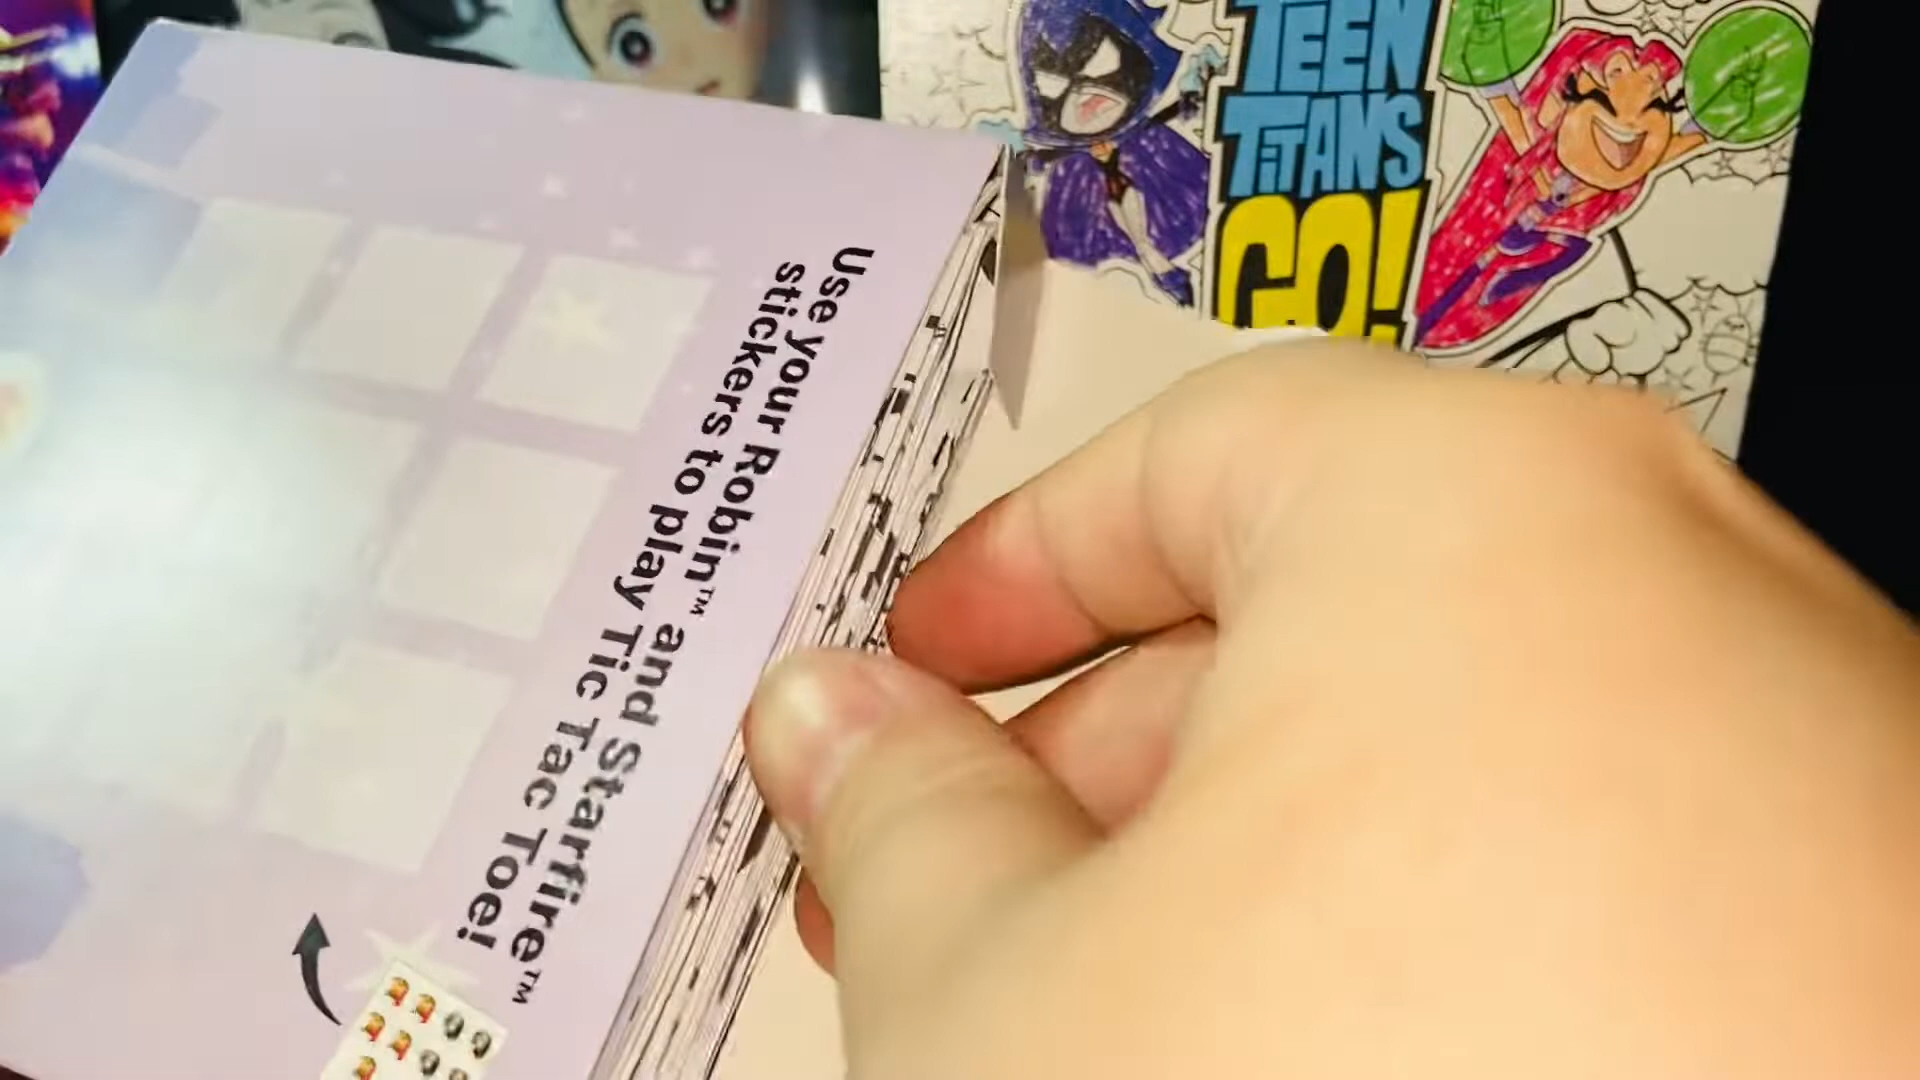 Use your Robin™ and Starfire™
stickers to play Tic Tac Toe!
TEEN
TITANS
GO!